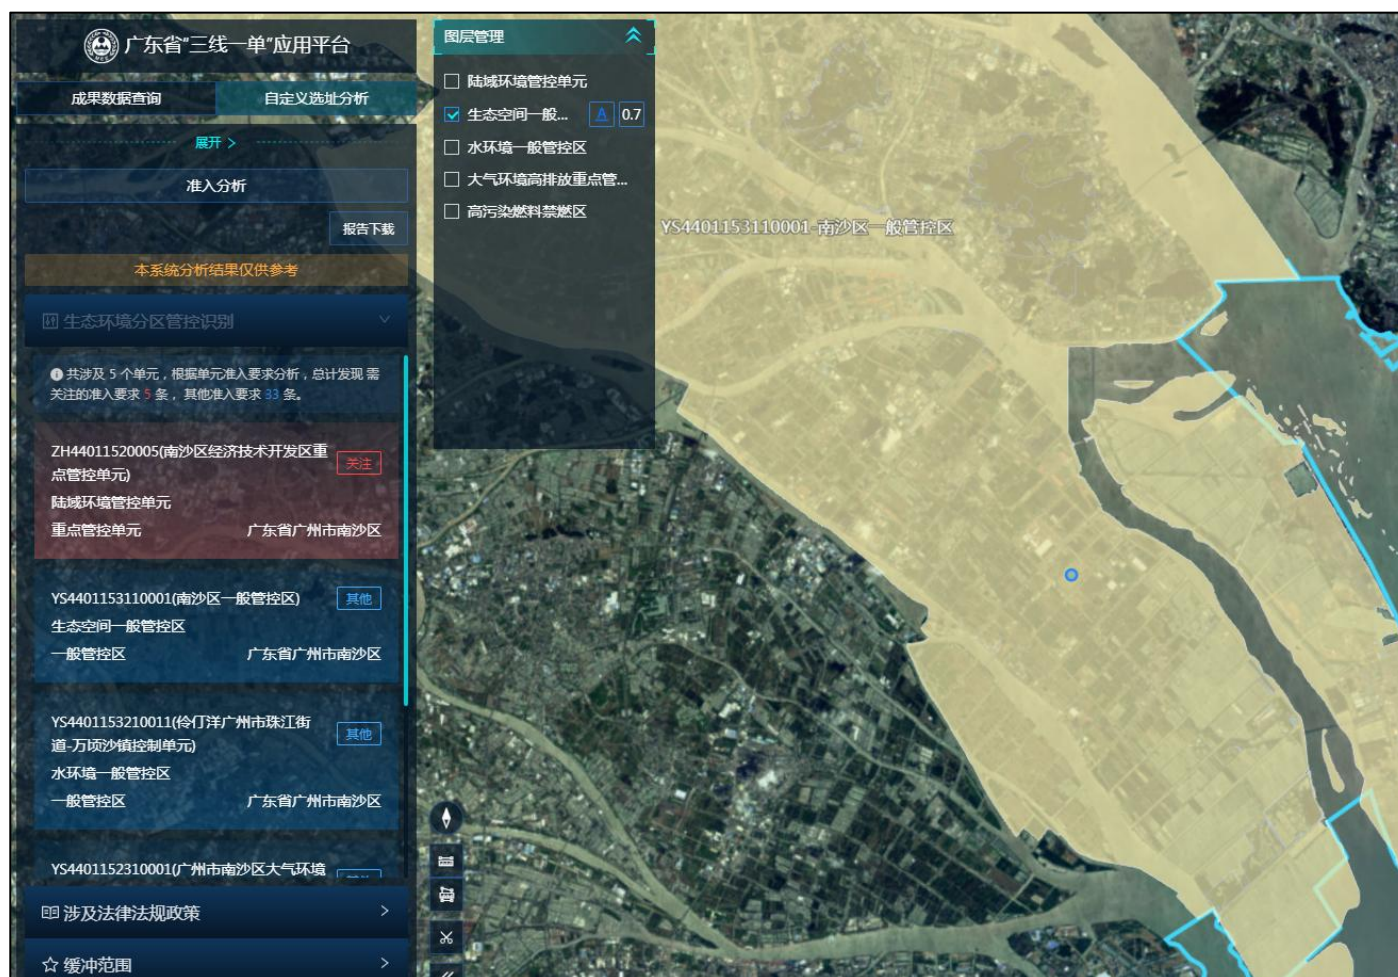 广东省"三线一单"应用平台
成果数据查询
自定义选址分析
展开 >
准入分析
报告下载
本系统分析结果仅供参考
生态环境分区管控识别
共涉及 5 个单元，根据单元准入要求分析，总计发现 需
关注的准入要求 5 条， 其他准入要求 33 条。
ZH44011520005(南沙区经济技术开发区重
点管控单元)
关注
陆域环境管控单元
重点管控单元
广东省广州市南沙区
YS4401153110001(南沙区一般管控区)
其他
生态空间一般管控区
一般管控区
广东省广州市南沙区
YS4401153210011(伶仃洋广州市珠江街
道-万顷沙镇控制单元)
其他
水环境一般管控区
一般管控区
广东省广州市南沙区
YS4401152310001(广州市南沙区大气环境
涉及法律法规政策
缓冲范围
图层管理
陆域环境管控单元
生态空间一般...
A
0.7
水环境一般管控区
大气环境高排放重点管...
高污染燃料禁燃区
YS4401153110001-南沙区一般管控区